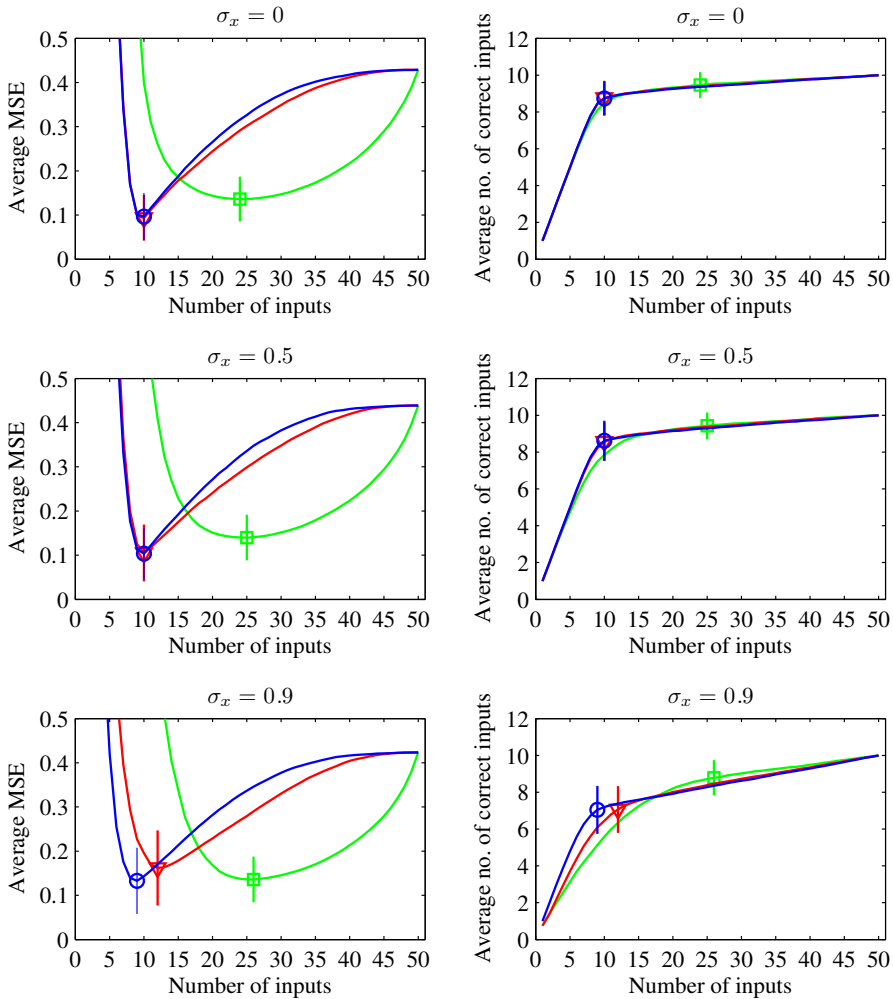 σx = 0
Average MSE
0.5
0.4
0.3
0.2
0.1
0
0 5 10 15 20 25 30 35 40 45 50
Number of inputs
σx = 0
Average no. of correct inputs
12
10
8
6
4
2
0
0 5 10 15 20 25 30 35 40 45 50
Number of inputs
σx = 0.5
Average MSE
0.5
0.4
0.3
0.2
0.1
0
0 5 10 15 20 25 30 35 40 45 50
Number of inputs
σx = 0.5
Average no. of correct inputs
12
10
8
6
4
2
0
0 5 10 15 20 25 30 35 40 45 50
Number of inputs
σx = 0.9
Average MSE
0.5
0.4
0.3
0.2
0.1
0
0 5 10 15 20 25 30 35 40 45 50
Number of inputs
σx = 0.9
Average no. of correct inputs
12
10
8
6
4
2
0
0 5 10 15 20 25 30 35 40 45 50
Number of inputs